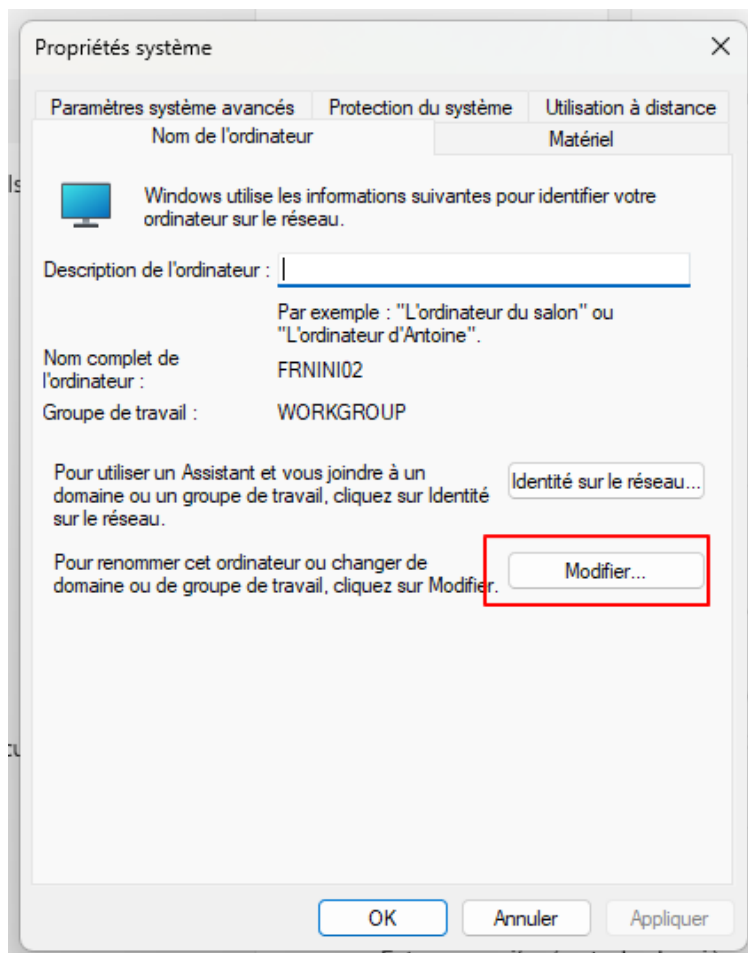 Propriétés système
Paramètres système avancés Protection du système Utilisation à distance
Nom de l'ordinateur Matériel
ls
Windows utilise les informations suivantes pour identifier votre
ordinateur sur le réseau.
Description de l'ordinateur :
Par exemple : "L'ordinateur du salon" ou
"L'ordinateur d'Antoine".
Nom complet de
l'ordinateur :
FRNINI02
Groupe de travail : WORKGROUP
Pour utiliser un Assistant et vous joindre à un
domaine ou un groupe de travail, cliquez sur Identité
sur le réseau.
Identité sur le réseau...
Pour renommer cet ordinateur ou changer de
domaine ou de groupe de travail, cliquez sur Modifier.
Modifier...
OK Annuler Appliquer